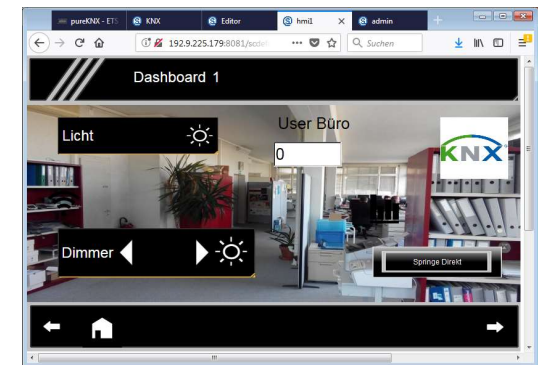 pureKNX - ETS
KNX
Editor
hmi1
admin
192.9.225.179:8081/scdek
Suchen
Dashboard 1
Licht
User Büro
0
KNX
Dimmer
Springe Direkt